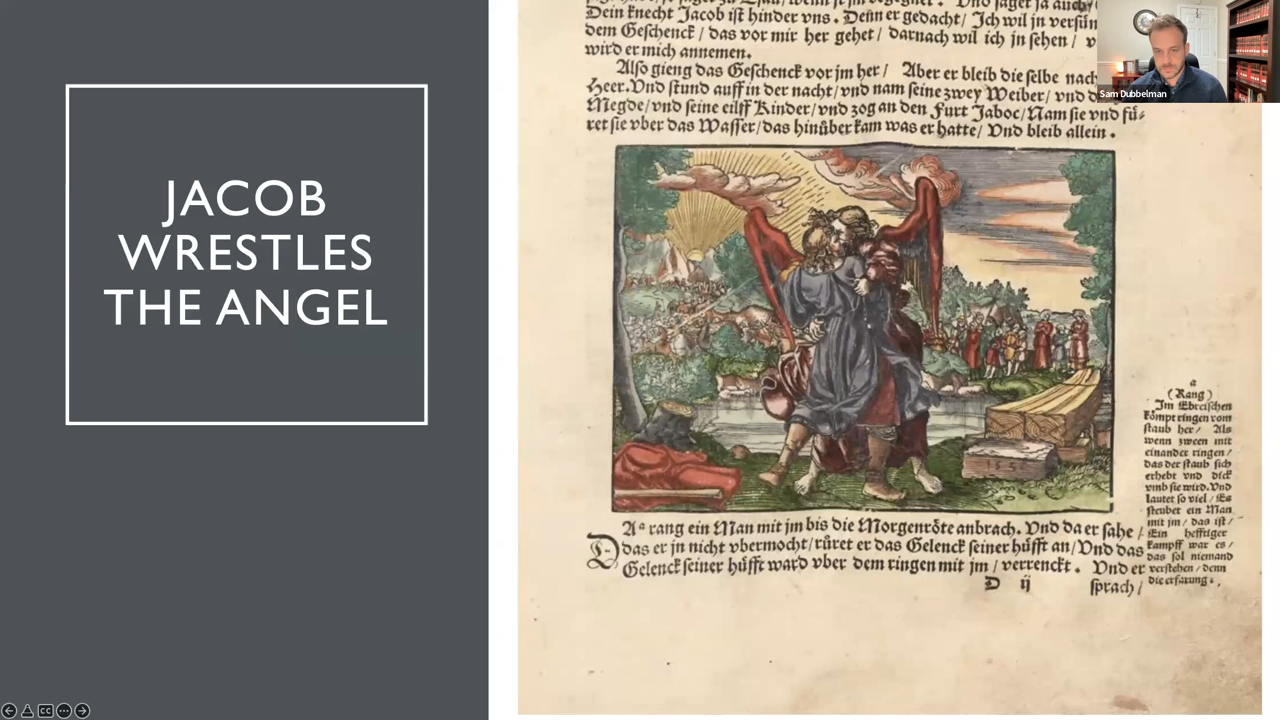 JACOB
WRESTLES
THE ANGEL
Dein knecht Jacob ist hinder vns . Denn er gedacht / Ich wil jn versün
dem Geschenck / das vor mir her gehet / darnach wil ich jn sehen / v
wird er mich annemen.
Also gieng das Geschenck vor jm her / Aber er bleib die selbe nach
Heer. Vnd stund auff in der nacht / vnd nam seine zwey Weiber / vnd d
Megde / vnd seine eilff Kinder / vnd zog an den Furt Jaboc / Nam sie vnd fü-
ret sie vber das Wasser / das hinüber kam was er hatte / Vnd bleib allein .
1550
DAa rang ein Man mit jm bis die Morgenröte anbrach. Vnd da er sahe /
das er jn nicht vbermocht / rüret er das Gelenck seiner hüfft an / Vnd das
Gelenck seiner hüfft ward vber dem ringen mit jm / verrenckt . Vnd er
D ij
sprach /
a
(Rang)
Im Ebreischen
kömpt ringen vom
staub her / Als
wenn zween mit
einander ringen /
das der staub sich
erhebt vnd dick
vmb sie wird. Vnd
lautet so viel / Es
steubet ein Man
mit jm / das ist /
Ein hefftiger
kampff war es /
das sol niemand
verstehen / denn
die erfarung .
Sam Dubbelman
CC